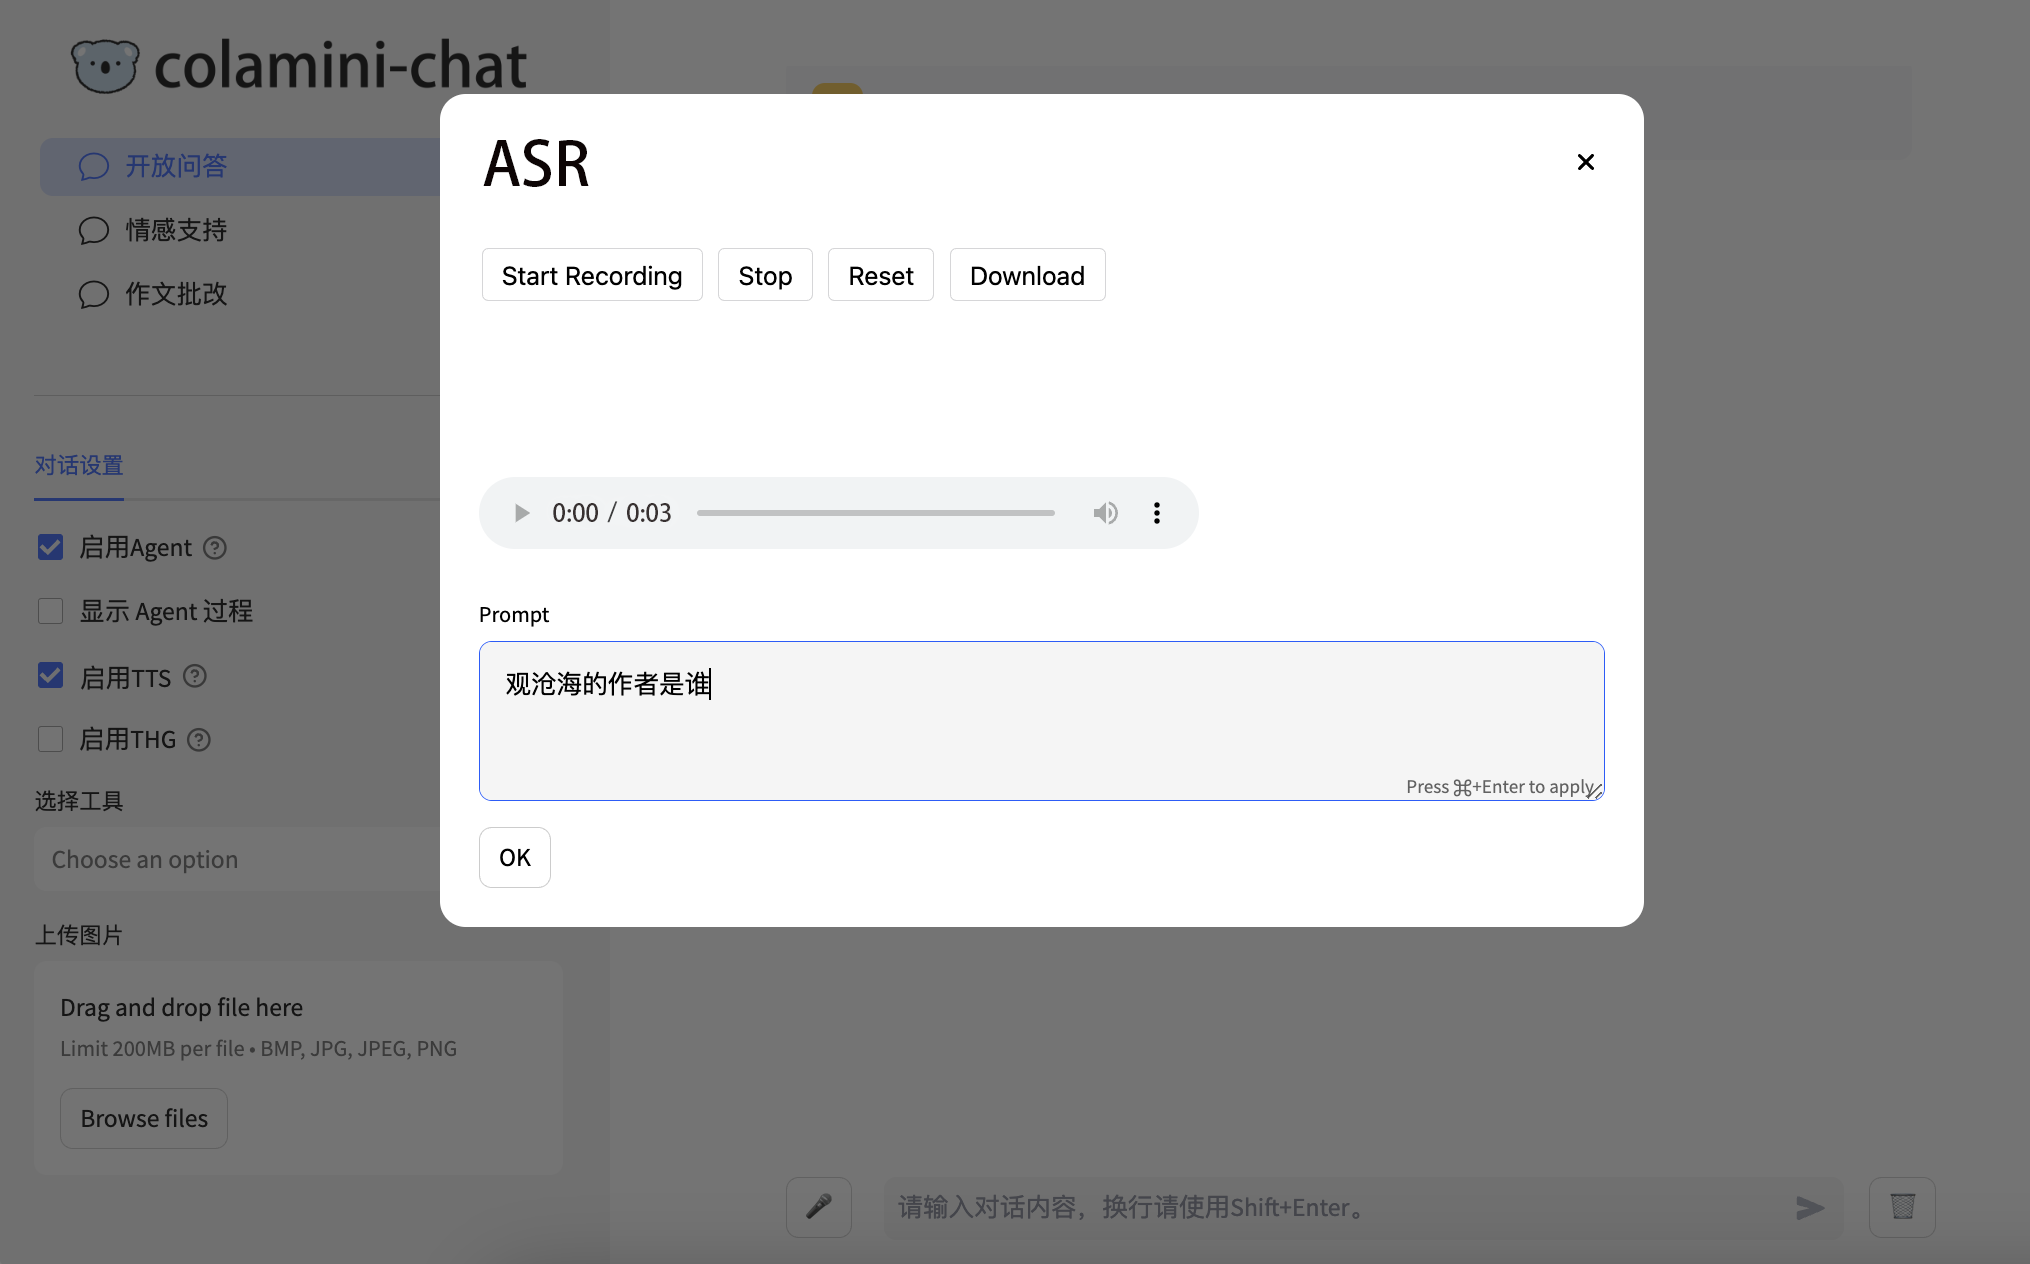 colamini-chat
开放问答
情感支持
作文批改
对话设置
启用Agent
显示 Agent 过程
启用TTS
启用THG
选择工具
Choose an option
上传图片
Drag and drop file here
Limit 200MB per file • BMP, JPG, JPEG, PNG
Browse files
ASR
Start Recording
Stop
Reset
Download
0:00 / 0:03
Prompt
观沧海的作者是谁
Press ⌘+Enter to apply
OK
请输入对话内容，换行请使用Shift+Enter。